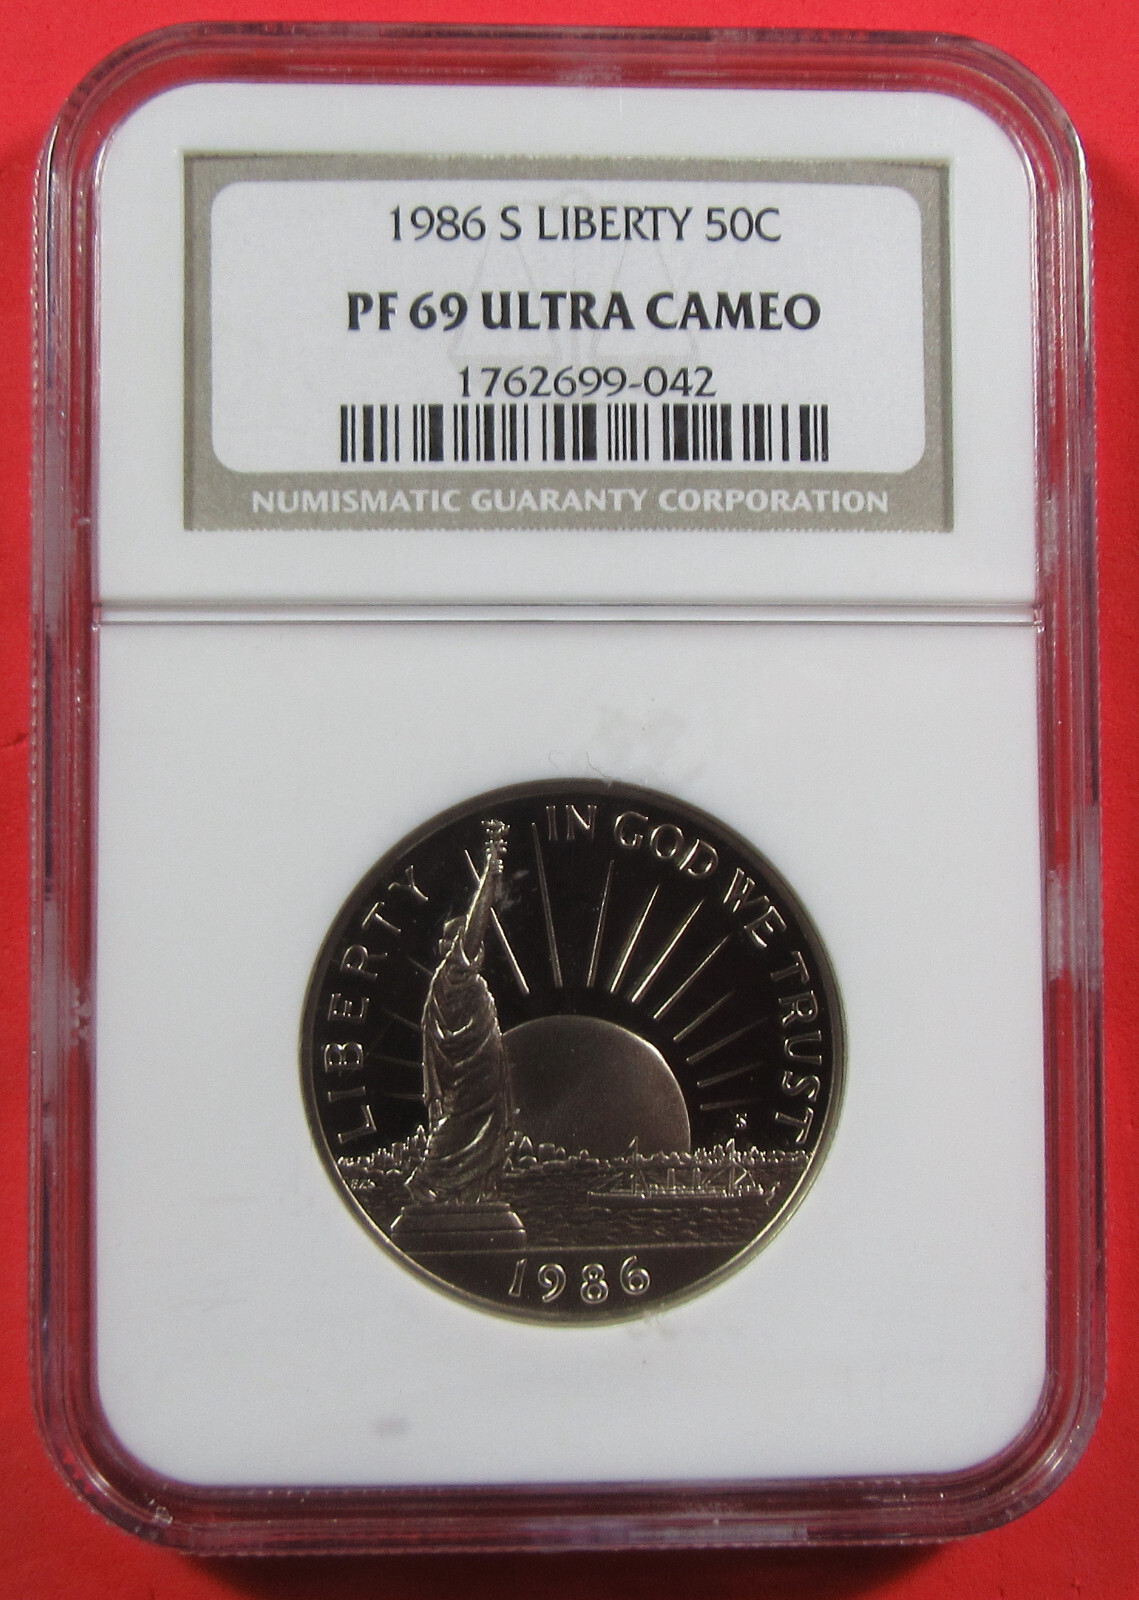 1986 S LIBERTY 50C
PF 69 ULTRA CAMEO
1762699-042
NUMISMATIC GUARANTY CORPORATION
LIBERTY
IN GOD WE TRUST
S
1986